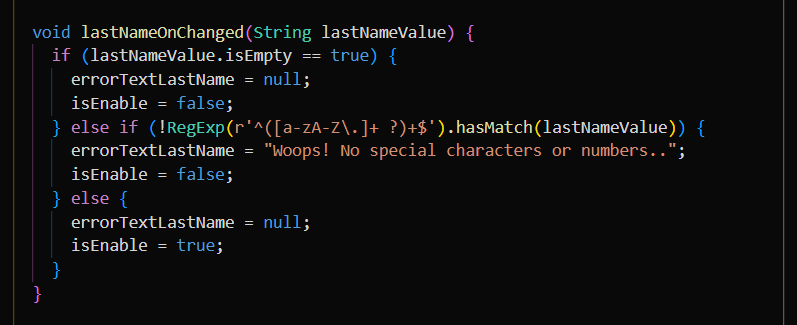 void lastNameOnChanged(String lastNameValue) {
  if (lastNameValue.isEmpty == true) {
    errorTextLastName = null;
    isEnable = false;
  } else if (!RegExp(r'^([a-zA-Z\.]+ ?)+$').hasMatch(lastNameValue)) {
    errorTextLastName = "Woops! No special characters or numbers..";
    isEnable = false;
  } else {
    errorTextLastName = null;
    isEnable = true;
  }
}